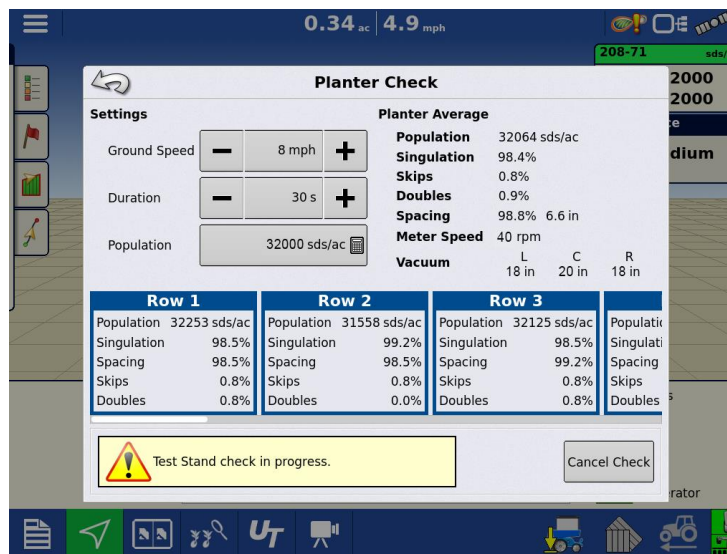 0.34 ac 4.9 mph
208-71 sds/
2000
2000
e
dium
Planter Check
Settings
Ground Speed 8 mph
Duration 30 s
Population 32000 sds/ac
Planter Average
Population 32064 sds/ac
Singulation 98.4%
Skips 0.8%
Doubles 0.9%
Spacing 98.8% 6.6 in
Meter Speed 40 rpm
L C R
Vacuum 18 in 20 in 18 in
Row 1
Population 32253 sds/ac
Singulation 98.5%
Spacing 98.5%
Skips 0.8%
Doubles 0.8%
Row 2
Population 31558 sds/ac
Singulation 99.2%
Spacing 98.5%
Skips 0.8%
Doubles 0.0%
Row 3
Population 32125 sds/ac
Singulation 98.5%
Spacing 99.2%
Skips 0.8%
Doubles 0.8%
Populatio
Singulati
Spacing
Skips
Doubles
s
Test Stand check in progress.
Cancel Check
rator
UT